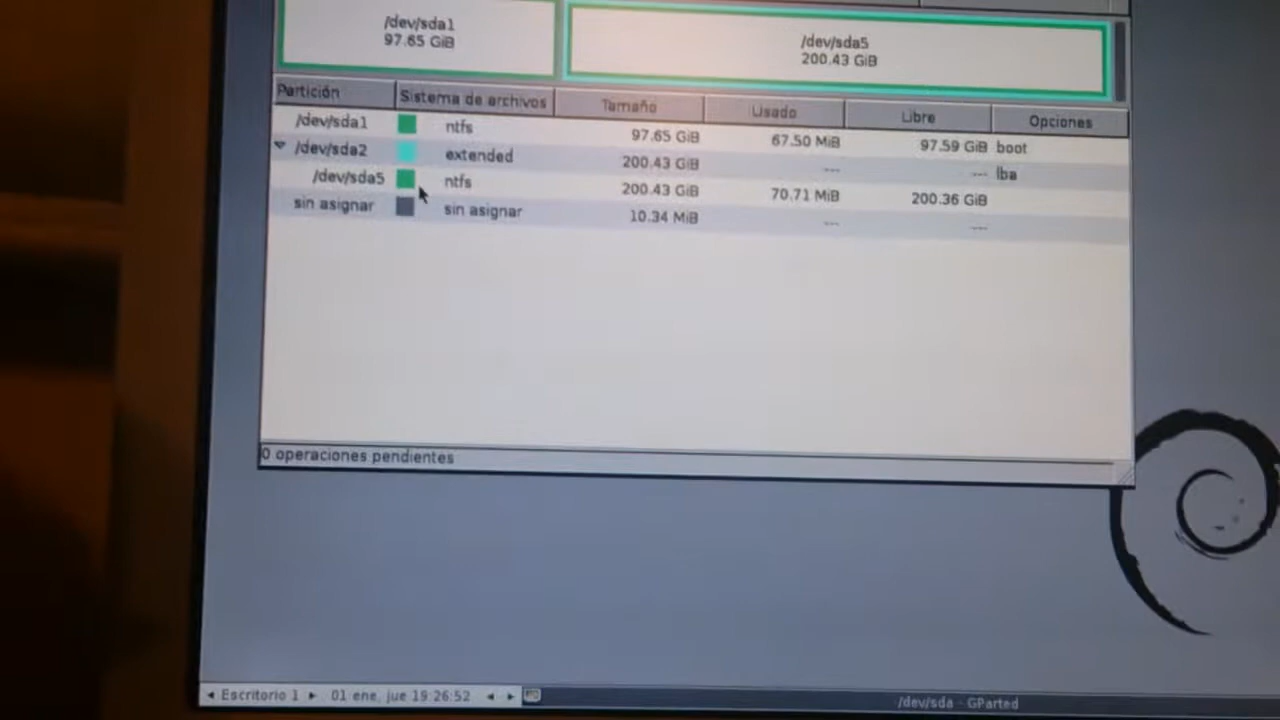 /dev/sda1
97.65 GiB
/dev/sda5
200.43 GiB
Partición Sistema de archivos Tamaño Usado Libre Opciones
/dev/sda1 ntfs 97.65 GiB 67.50 MiB 97.59 GiB boot
/dev/sda2 extended 200.43 GiB --- --- lba
/dev/sda5 ntfs 200.43 GiB 70.71 MiB 200.36 GiB
sin asignar sin asignar 10.34 MiB --- ---
0 operaciones pendientes
Escritorio 1 01 ene, jue 19:26:52 /dev/sda - GParted